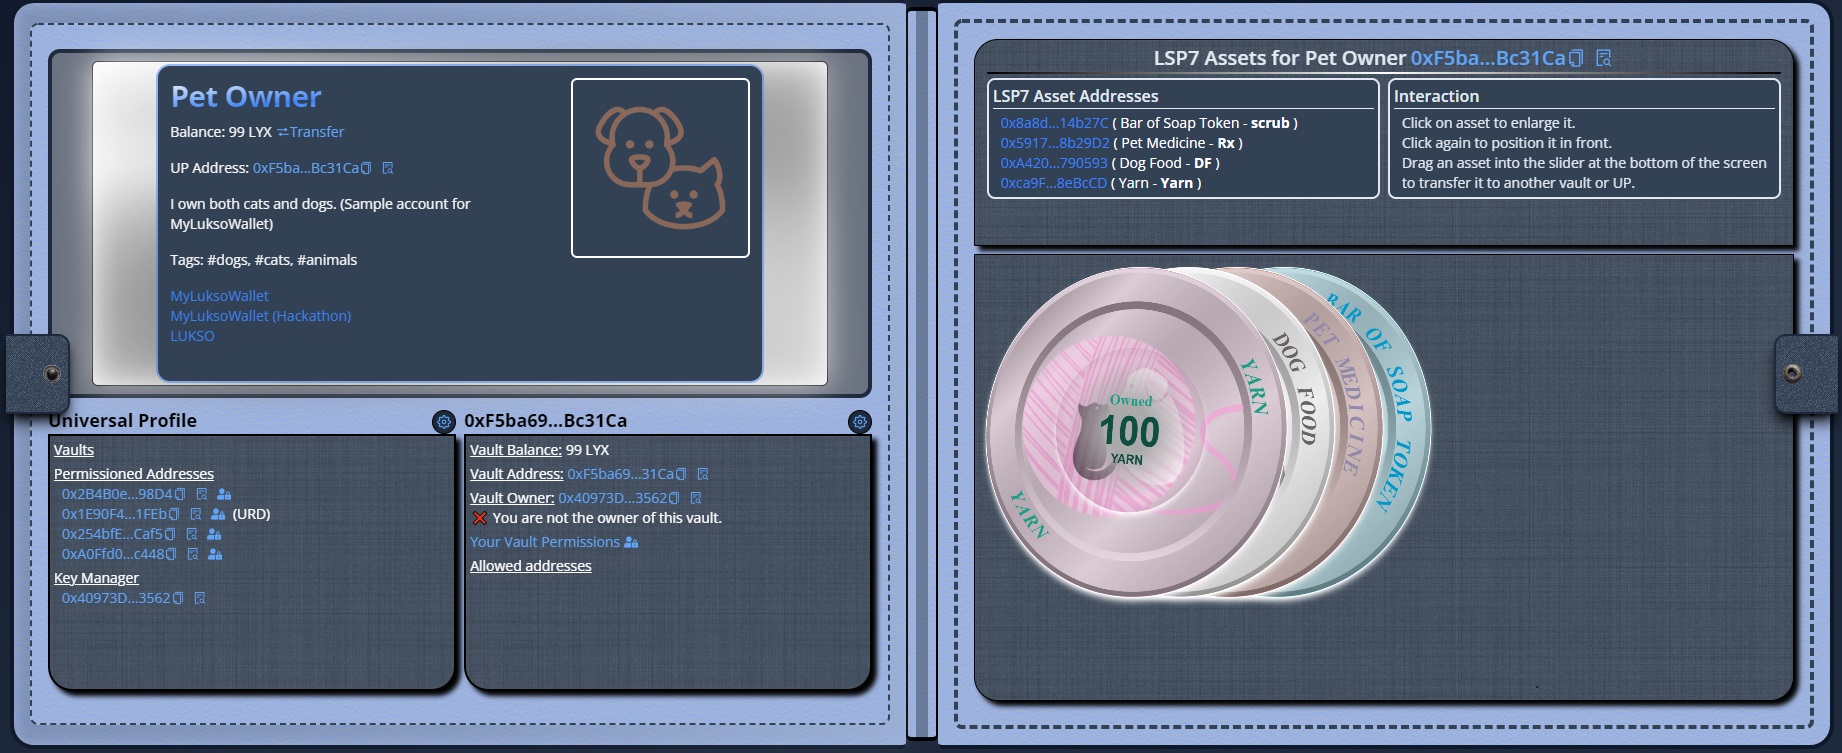 Pet Owner
Balance: 99 LYX ⇄Transfer
UP Address: 0xF5ba...Bc31Ca
I own both cats and dogs. (Sample account for
MyLuksoWallet)
Tags: #dogs, #cats, #animals
MyLuksoWallet
MyLuksoWallet (Hackathon)
LUKSO
Universal Profile
Vaults
Permissioned Addresses
0x2B4B0e...98D4
0x1E90F4...1FEb (URD)
0x254bfE...Caf5
0xA0Ffd0...c448
Key Manager
0x40973D...3562
0xF5ba69...Bc31Ca
Vault Balance: 99 LYX
Vault Address: 0xF5ba69...31Ca
Vault Owner: 0x40973D...3562
❌ You are not the owner of this vault.
Your Vault Permissions
Allowed addresses
LSP7 Assets for Pet Owner 0xF5ba...Bc31Ca
LSP7 Asset Addresses
0x8a8d...14b27C ( Bar of Soap Token - scrub )
0x5917...8b29D2 ( Pet Medicine - Rx )
0xA420...790593 ( Dog Food - DF )
0xca9F...8eBcCD ( Yarn - Yarn )
Interaction
Click on asset to enlarge it.
Click again to position it in front.
Drag an asset into the slider at the bottom of the screen
to transfer it to another vault or UP.
YARN
Owned
100
YARN
YARN
DOG FOOD
PET MEDICINE
BAR OF SOAP TOKEN